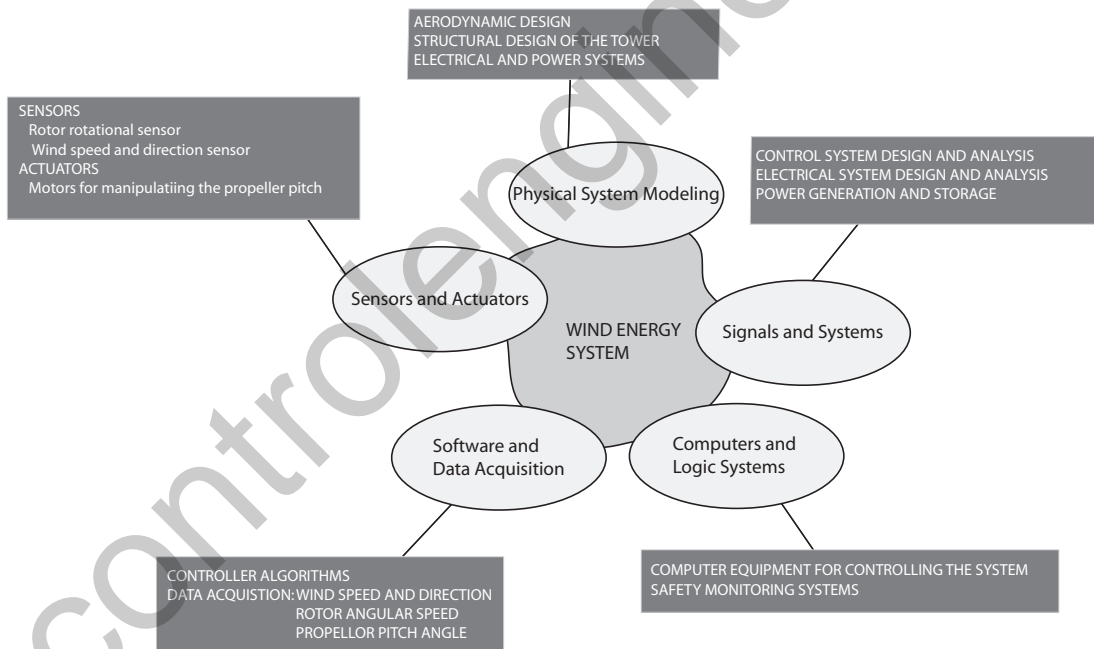 AERODYNAMIC DESIGN
STRUCTURAL DESIGN OF THE TOWER
ELECTRICAL AND POWER SYSTEMS
SENSORS
Rotor rotational sensor
Wind speed and direction sensor
ACTUATORS
Motors for manipulatiing the propeller pitch
CONTROL SYSTEM DESIGN AND ANALYSIS
ELECTRICAL SYSTEM DESIGN AND ANALYSIS
POWER GENERATION AND STORAGE
Physical System Modeling
Sensors and Actuators
WIND ENERGY
SYSTEM
Signals and Systems
Software and
Data Acquisition
Computers and
Logic Systems
CONTROLLER ALGORITHMS
DATA ACQUISTION: WIND SPEED AND DIRECTION
ROTOR ANGULAR SPEED
PROPELLOR PITCH ANGLE
COMPUTER EQUIPMENT FOR CONTROLLING THE SYSTEM
SAFETY MONITORING SYSTEMS
controlengine